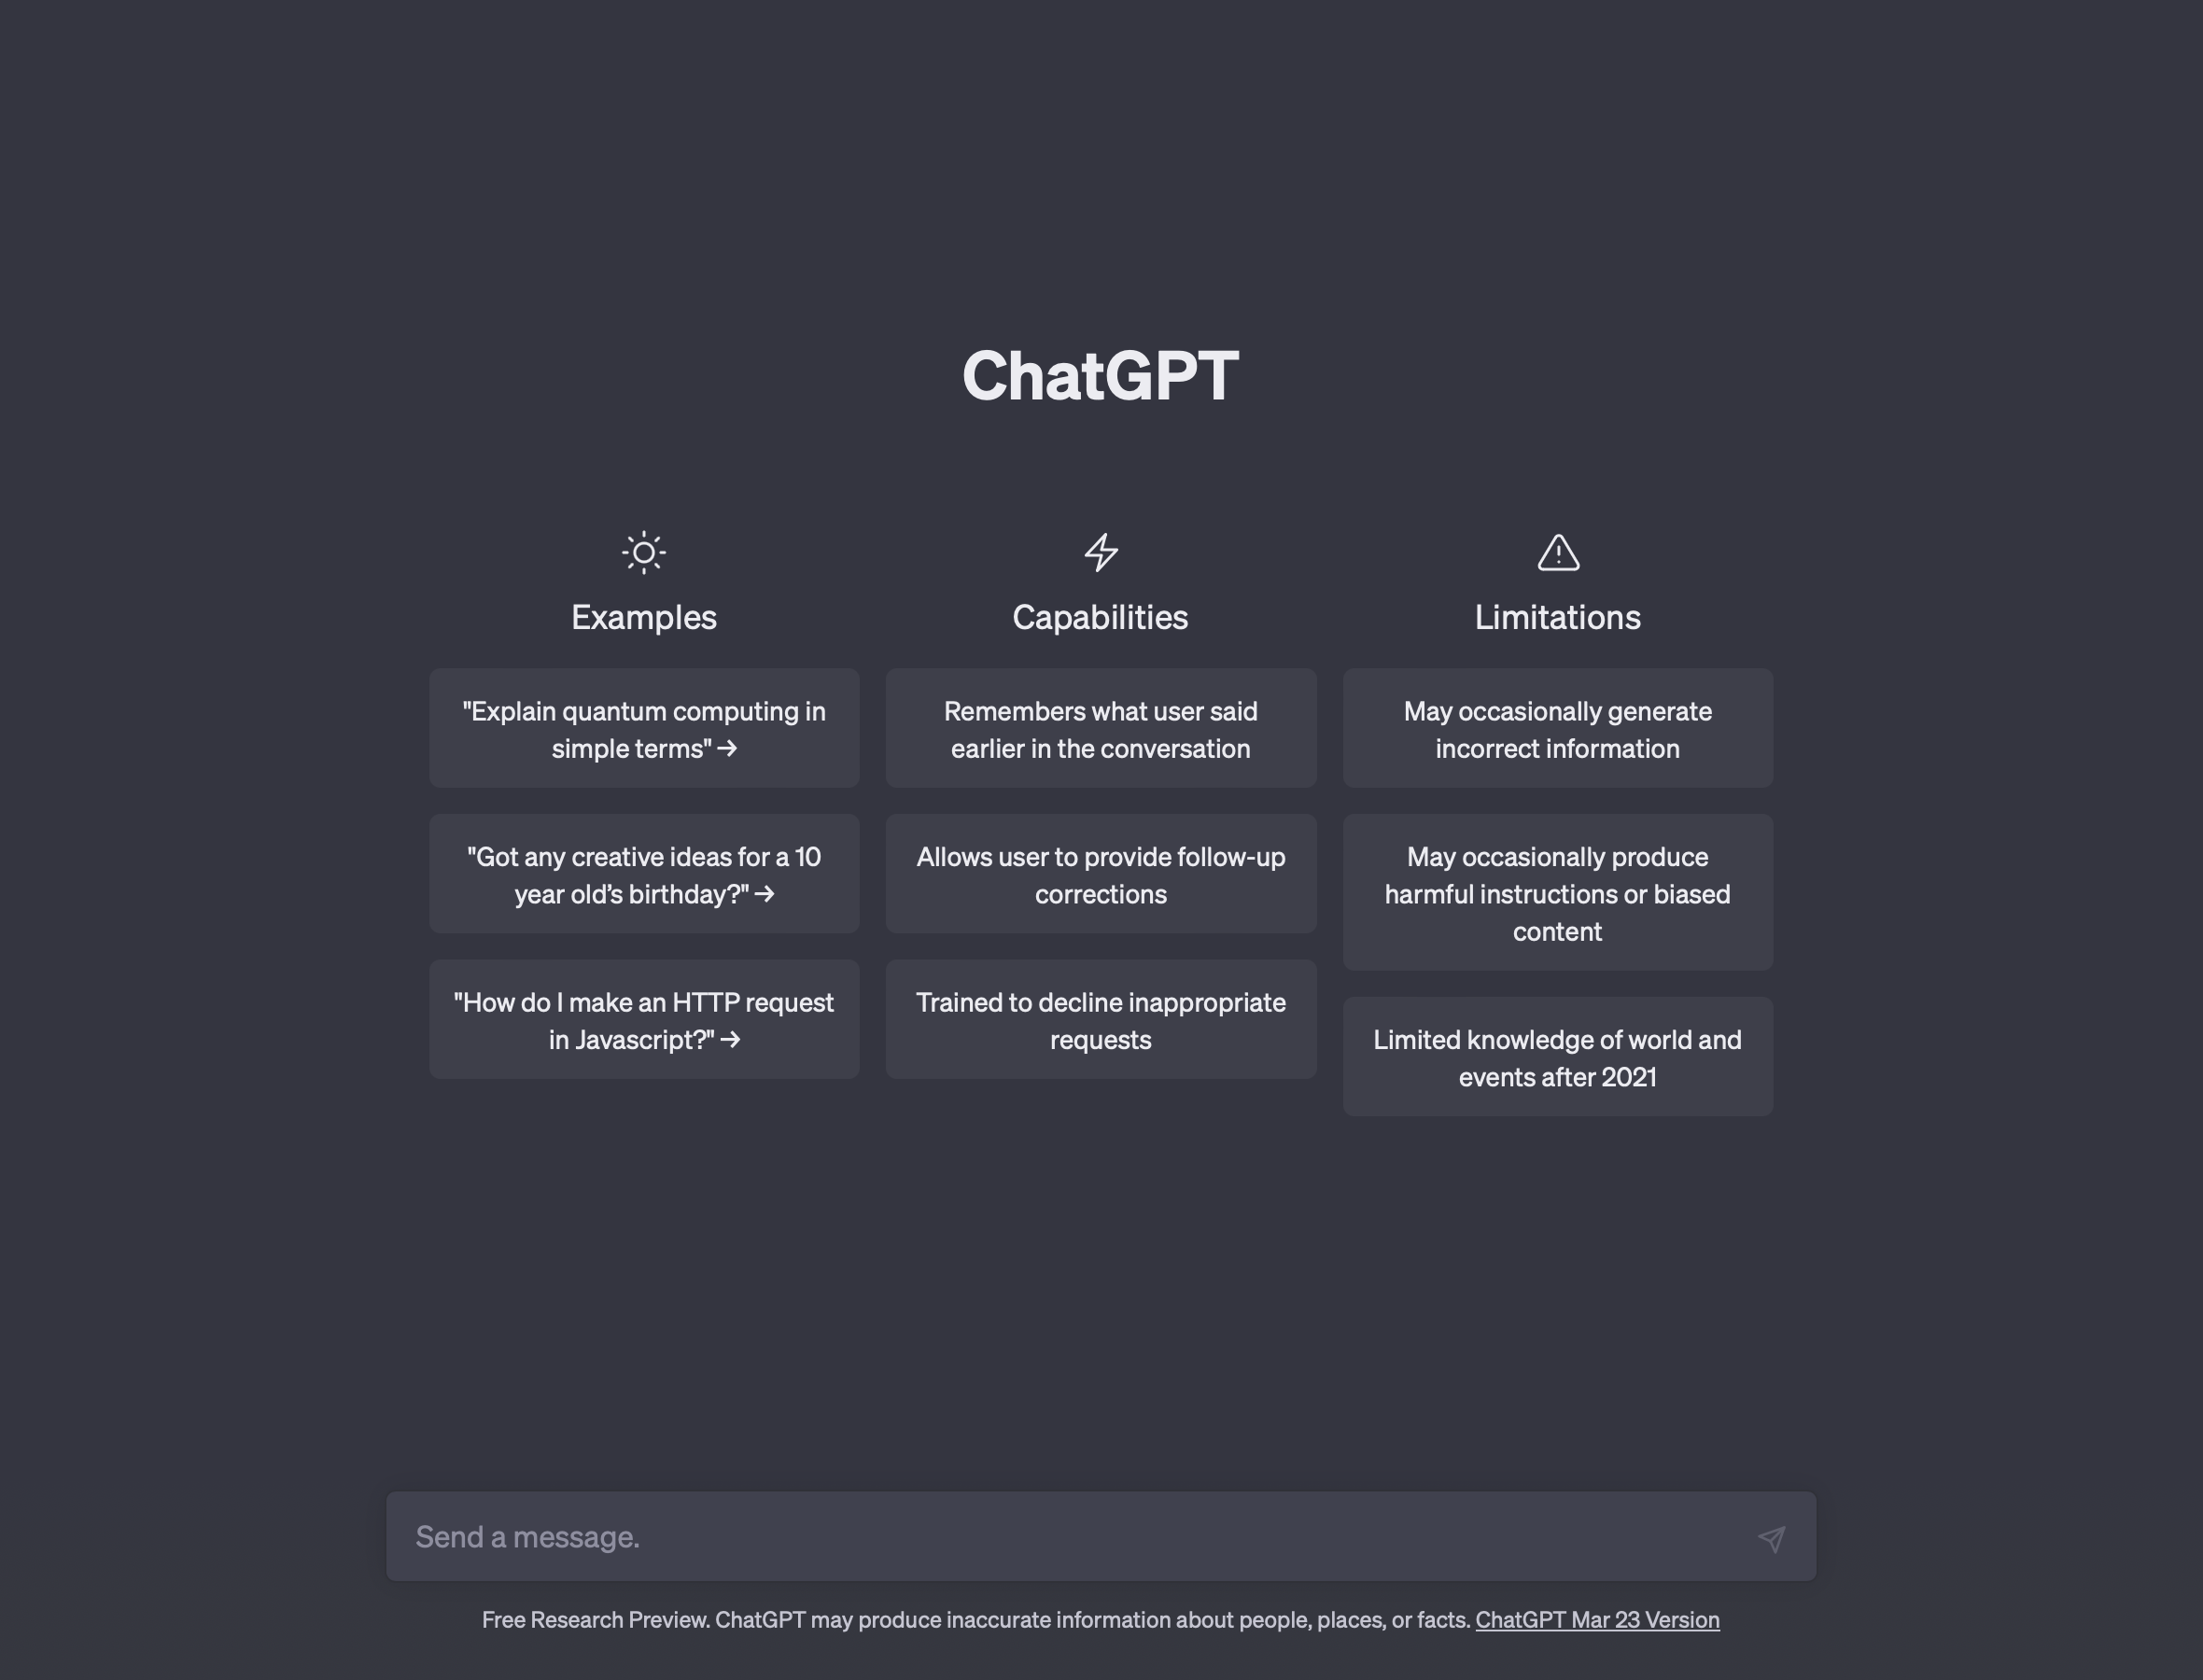 ChatGPT
Examples
"Explain quantum computing in
simple terms" →
"Got any creative ideas for a 10
year old’s birthday?" →
"How do I make an HTTP request
in Javascript?" →
Capabilities
Remembers what user said
earlier in the conversation
Allows user to provide follow-up
corrections
Trained to decline inappropriate
requests
Limitations
May occasionally generate
incorrect information
May occasionally produce
harmful instructions or biased
content
Limited knowledge of world and
events after 2021
Send a message.
Free Research Preview. ChatGPT may produce inaccurate information about people, places, or facts. ChatGPT Mar 23 Version